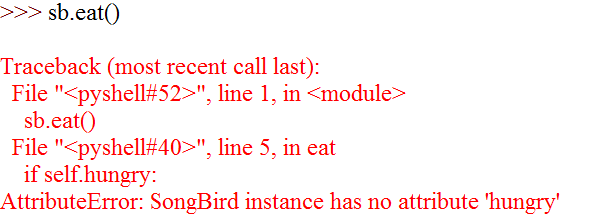 >>> sb.eat()
Traceback (most recent call last):
  File "<pyshell#52>", line 1, in <module>
    sb.eat()
  File "<pyshell#40>", line 5, in eat
    if self.hungry:
AttributeError: SongBird instance has no attribute 'hungry'